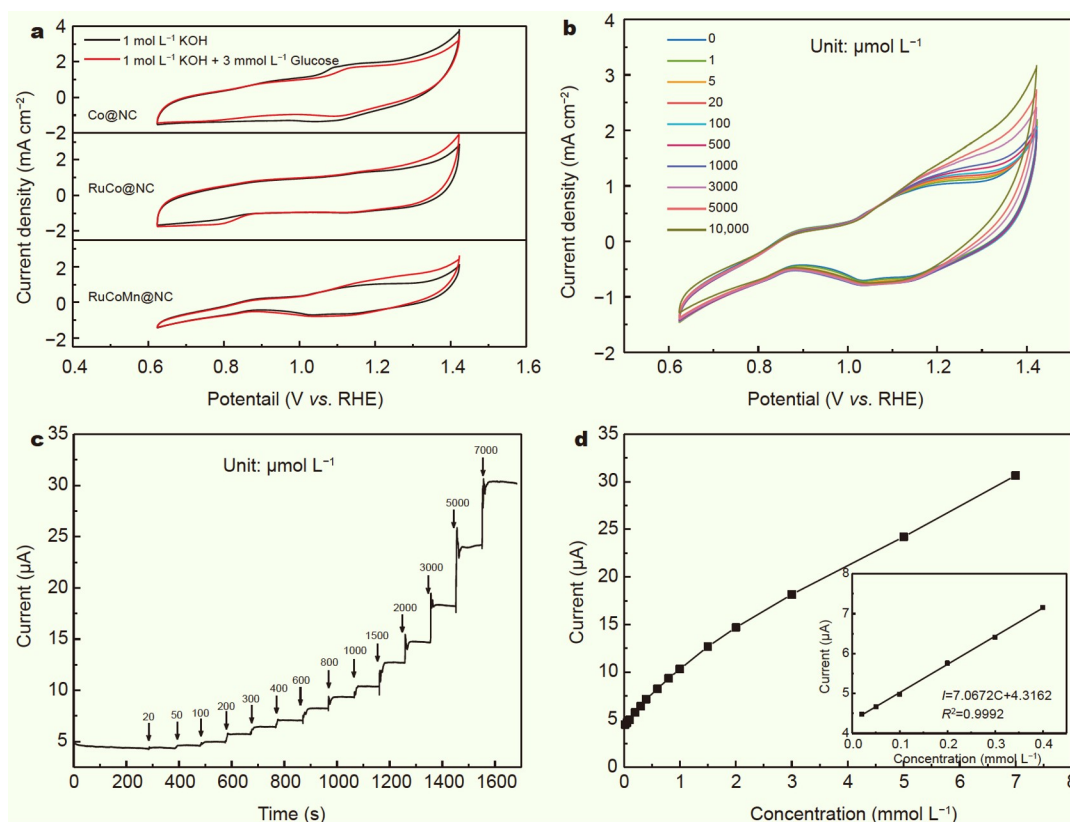 a
1 mol L⁻¹ KOH
1 mol L⁻¹ KOH + 3 mmol L⁻¹ Glucose
Co@NC
RuCo@NC
RuCoMn@NC
Current density (mA cm⁻²)
4
2
0
−2
2
0
−2
2
0
−2
0.6 0.8 1.0 1.2 1.4 1.6
Potentail (V vs. RHE)
b
Unit: μmol L⁻¹
0
1
5
20
100
500
1000
3000
5000
10,000
Current density (mA cm⁻²)
4
3
2
1
0
−1
−2
0.6 0.8 1.0 1.2 1.4
Potential (V vs. RHE)
c
Unit: μmol L⁻¹
20 50 100 200 300 400 600 800 1000 1500 2000 3000 5000 7000
Current (μA)
35
30
25
20
15
10
5
0 200 400 600 800 1000 1200 1400 1600
Time (s)
d
Current (μA)
35
30
25
20
15
10
5
0
0 1 2 3 4 5 6 7 8
Concentration (mmol L⁻¹)
Current (μA)
8
7
6
5
4
I=7.0672C+4.3162
R²=0.9992
0.0 0.1 0.2 0.3 0.4
Concentration (mmol L⁻¹)